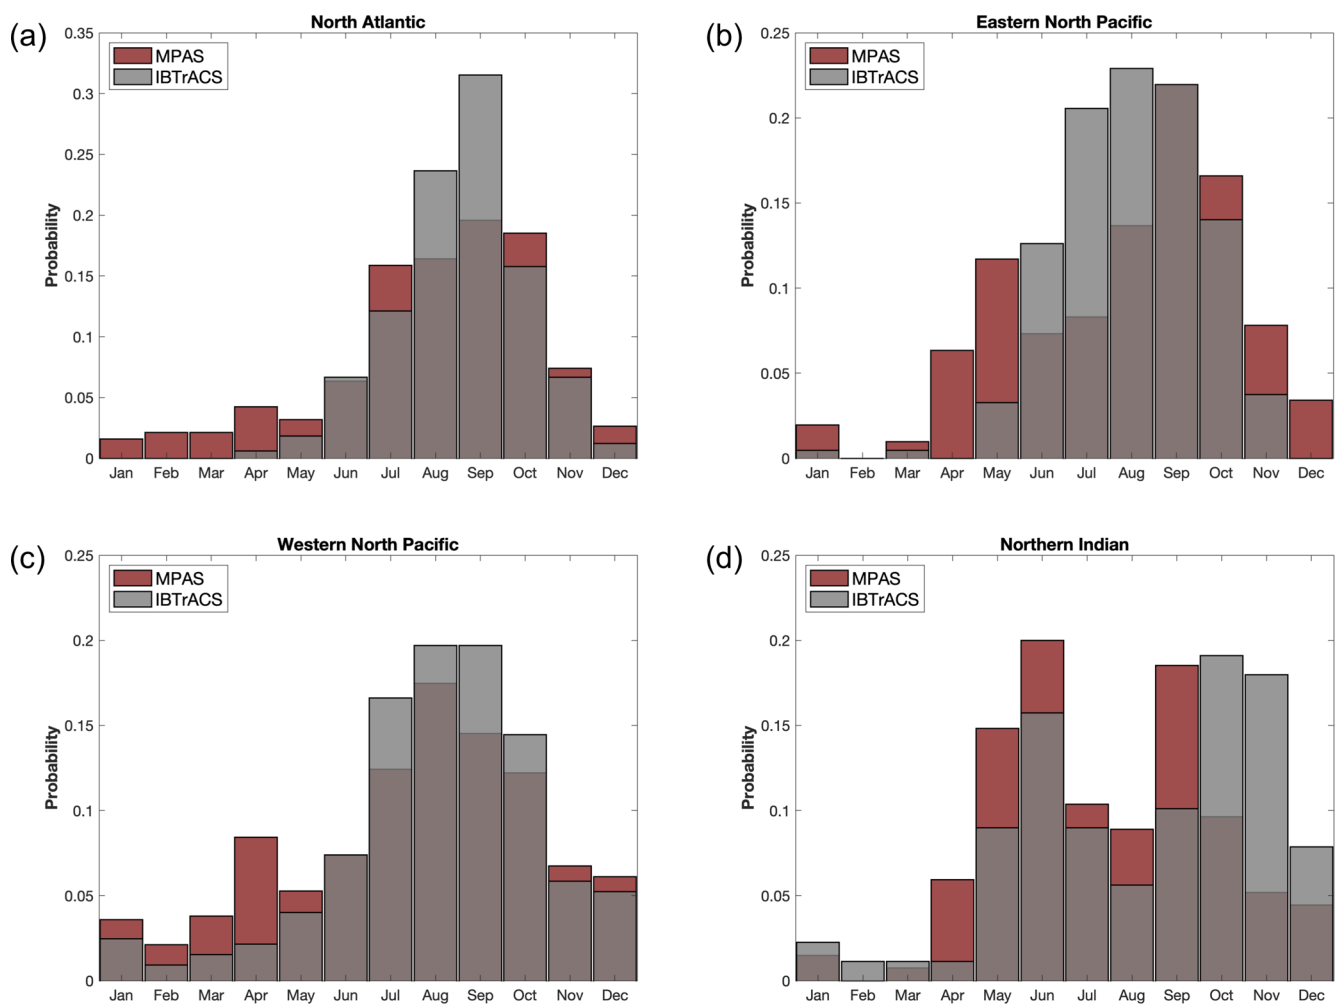 (a)
North Atlantic
MPAS
IBTrACS
Probability
0.35
0.3
0.25
0.2
0.15
0.1
0.05
0
Jan Feb Mar Apr May Jun Jul Aug Sep Oct Nov Dec
(b)
Eastern North Pacific
MPAS
IBTrACS
Probability
0.25
0.2
0.15
0.1
0.05
0
Jan Feb Mar Apr May Jun Jul Aug Sep Oct Nov Dec
(c)
Western North Pacific
MPAS
IBTrACS
Probability
0.25
0.2
0.15
0.1
0.05
0
Jan Feb Mar Apr May Jun Jul Aug Sep Oct Nov Dec
(d)
Northern Indian
MPAS
IBTrACS
Probability
0.25
0.2
0.15
0.1
0.05
0
Jan Feb Mar Apr May Jun Jul Aug Sep Oct Nov Dec